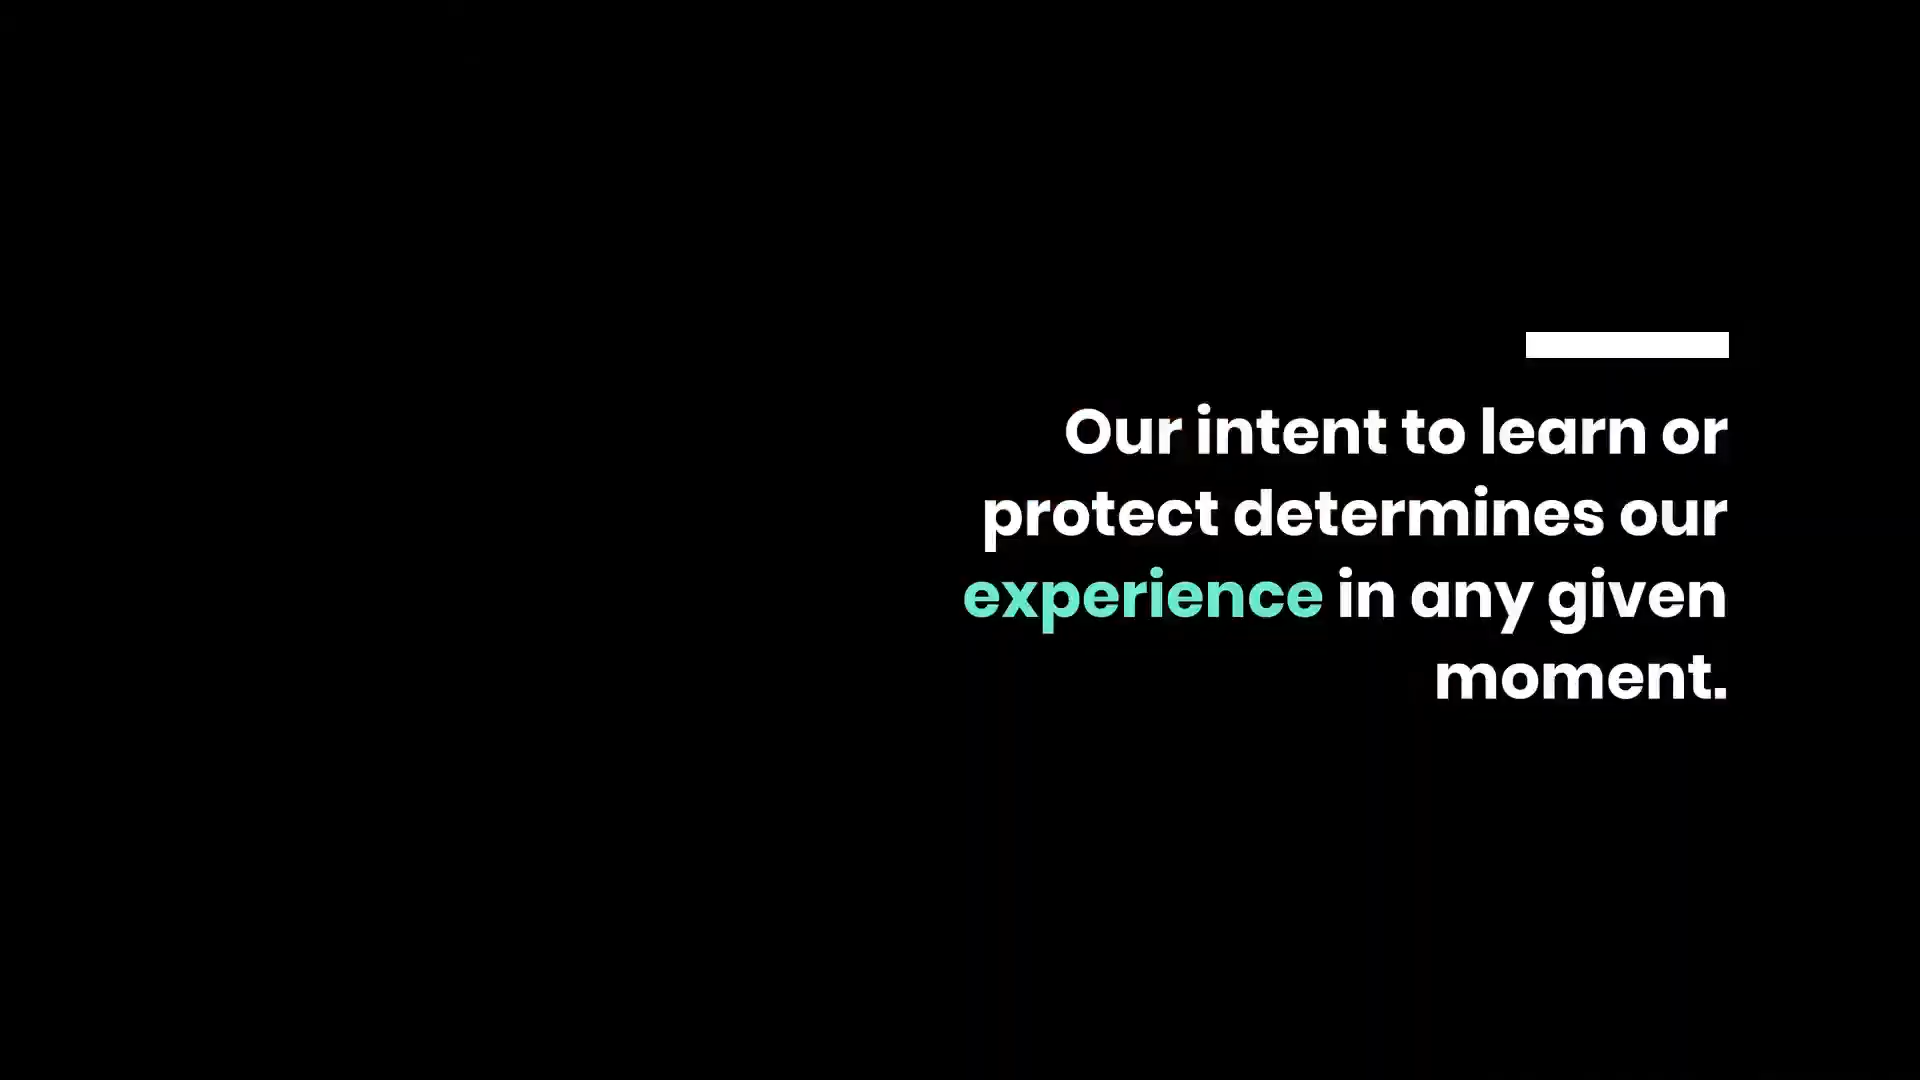 Our intent to learn or
protect determines our
experience in any given
moment.